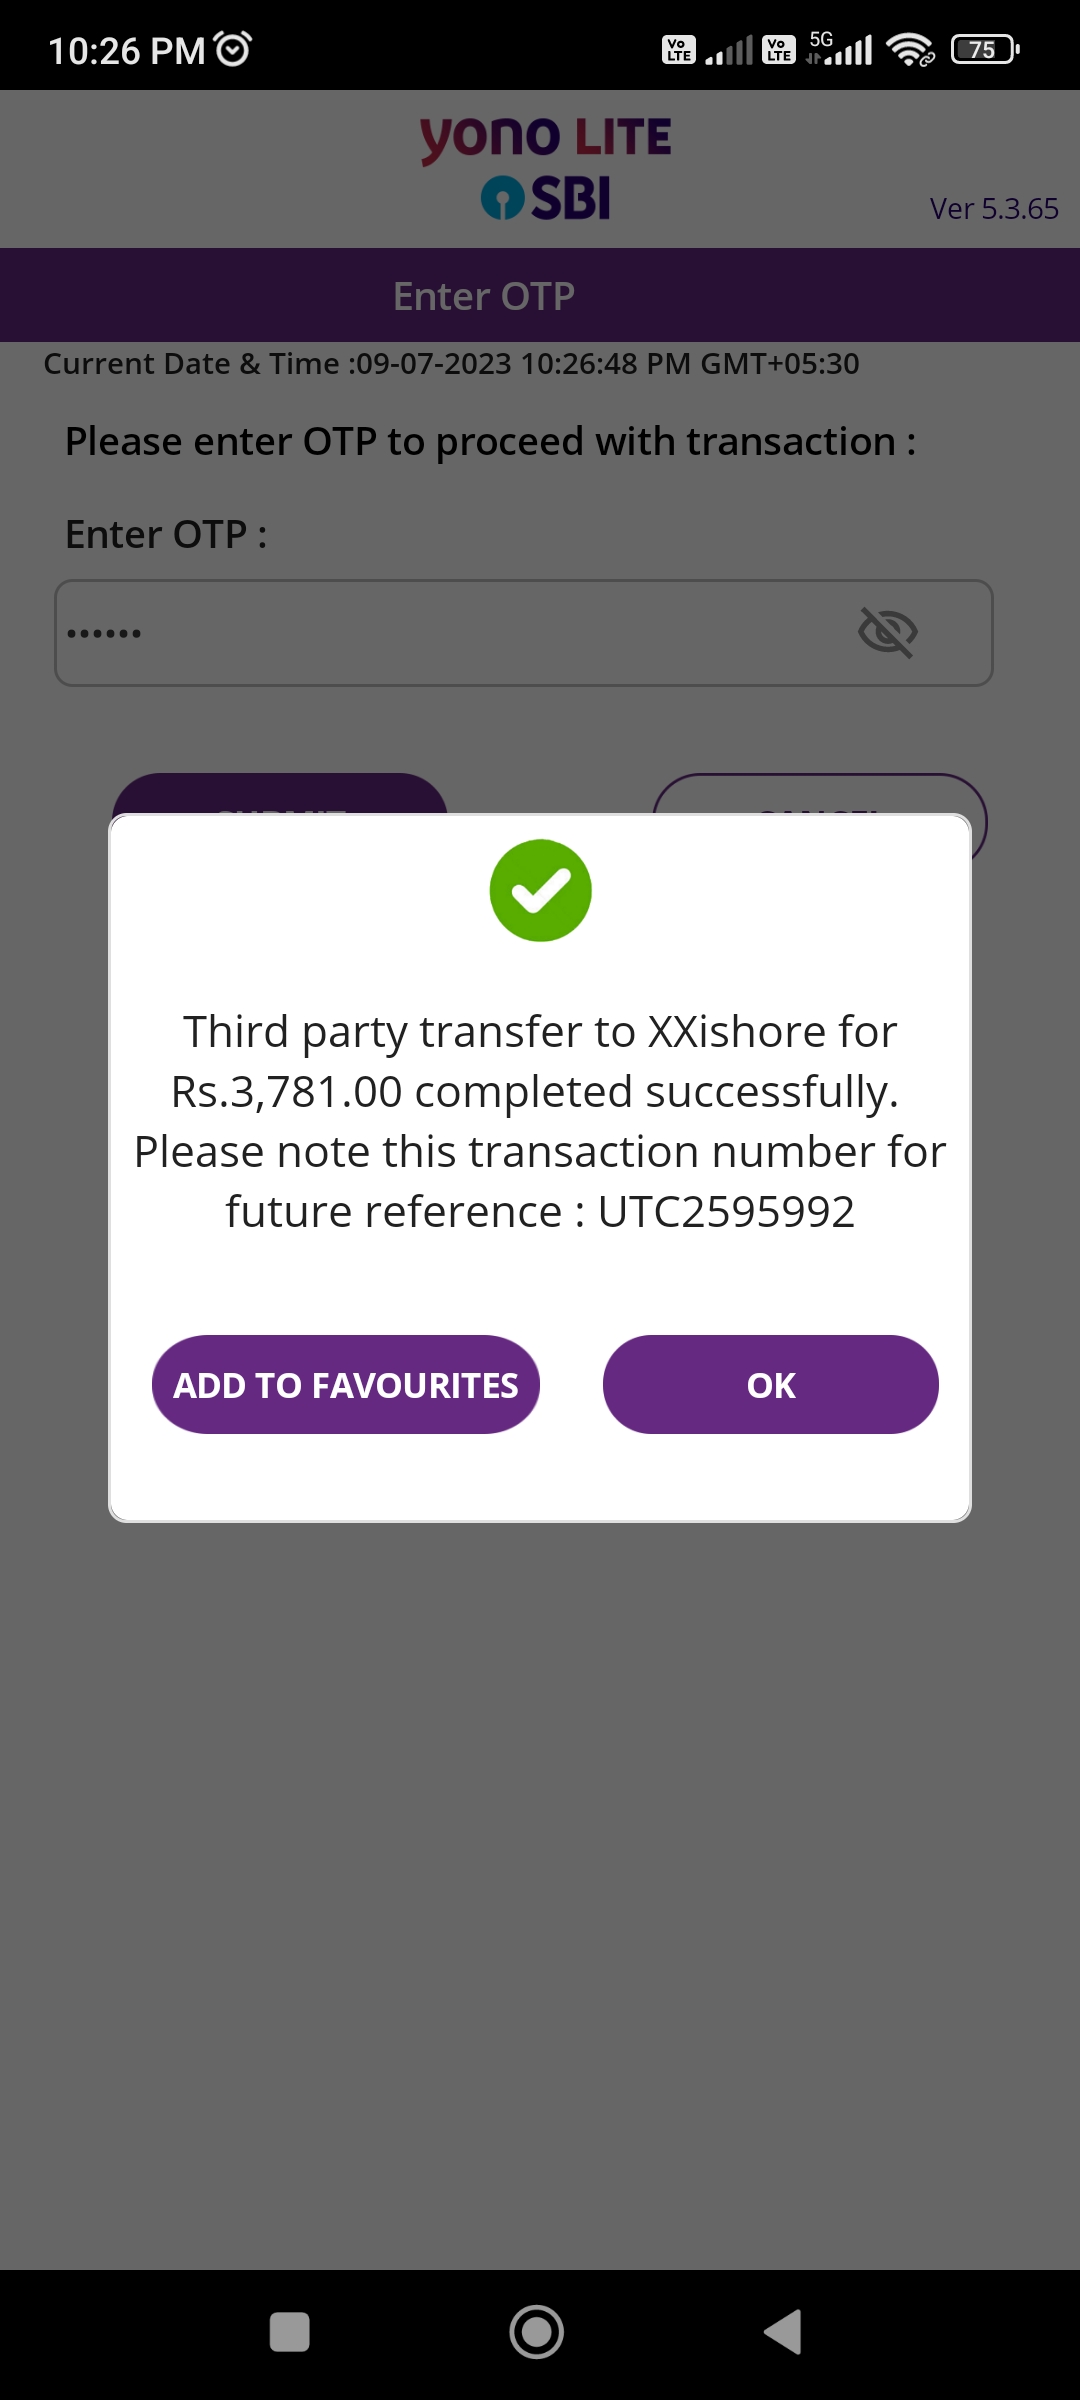 10:26 PM
Vo LTE Vo LTE 5G 75
yono LITE
SBI
Ver 5.3.65
Enter OTP
Current Date & Time :09-07-2023 10:26:48 PM GMT+05:30
Please enter OTP to proceed with transaction :
Enter OTP :
••••••
SUBMIT CANCEL
Third party transfer to XXishore for
Rs.3,781.00 completed successfully.
Please note this transaction number for
future reference : UTC2595992
ADD TO FAVOURITES OK